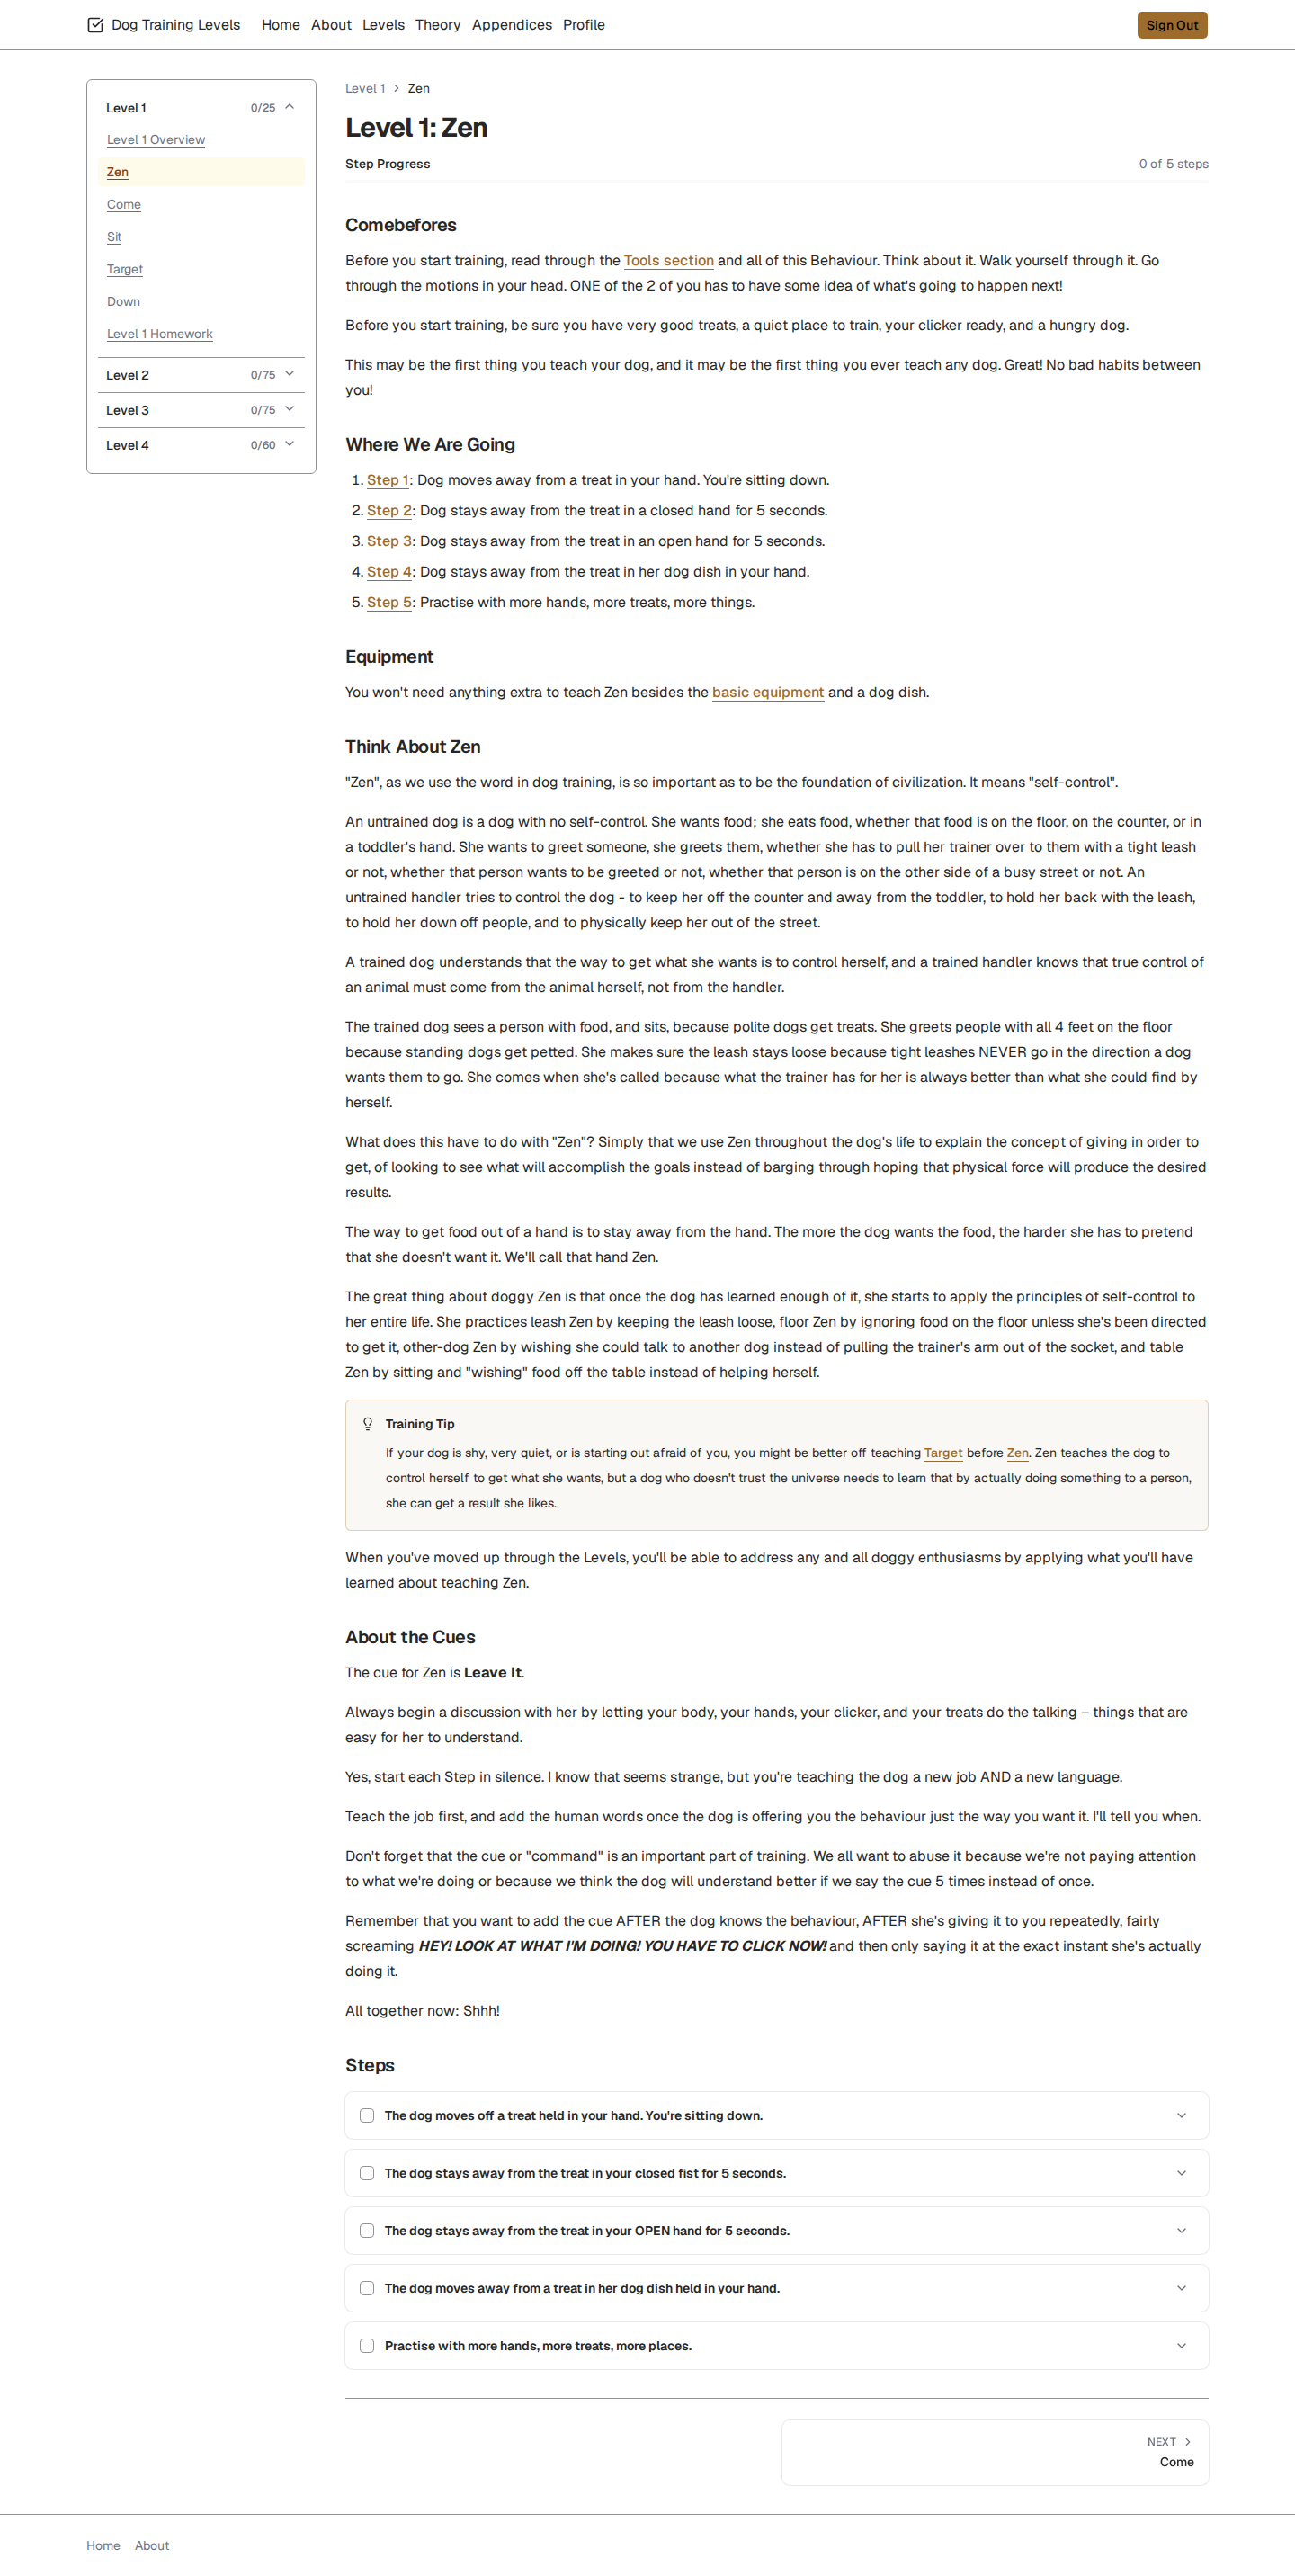 Dog Training Levels Home About Levels Theory Appendices Profile Sign Out
Level 1 0/25
Level 1 Overview
Zen
Come
Sit
Target
Down
Level 1 Homework
Level 2 0/75
Level 3 0/75
Level 4 0/60
Level 1 > Zen
Level 1: Zen
Step Progress 0 of 5 steps
Comebefores
Before you start training, read through the Tools section and all of this Behaviour. Think about it. Walk yourself through it. Go
through the motions in your head. ONE of the 2 of you has to have some idea of what's going to happen next!
Before you start training, be sure you have very good treats, a quiet place to train, your clicker ready, and a hungry dog.
This may be the first thing you teach your dog, and it may be the first thing you ever teach any dog. Great! No bad habits between
you!
Where We Are Going
1. Step 1: Dog moves away from a treat in your hand. You're sitting down.
2. Step 2: Dog stays away from the treat in a closed hand for 5 seconds.
3. Step 3: Dog stays away from the treat in an open hand for 5 seconds.
4. Step 4: Dog stays away from the treat in her dog dish in your hand.
5. Step 5: Practise with more hands, more treats, more things.
Equipment
You won't need anything extra to teach Zen besides the basic equipment and a dog dish.
Think About Zen
"Zen", as we use the word in dog training, is so important as to be the foundation of civilization. It means "self-control".
An untrained dog is a dog with no self-control. She wants food; she eats food, whether that food is on the floor, on the counter, or in
a toddler's hand. She wants to greet someone, she greets them, whether she has to pull her trainer over to them with a tight leash
or not, whether that person wants to be greeted or not, whether that person is on the other side of a busy street or not. An
untrained handler tries to control the dog - to keep her off the counter and away from the toddler, to hold her back with the leash,
to hold her down off people, and to physically keep her out of the street.
A trained dog understands that the way to get what she wants is to control herself, and a trained handler knows that true control of
an animal must come from the animal herself, not from the handler.
The trained dog sees a person with food, and sits, because polite dogs get treats. She greets people with all 4 feet on the floor
because standing dogs get petted. She makes sure the leash stays loose because tight leashes NEVER go in the direction a dog
wants them to go. She comes when she's called because what the trainer has for her is always better than what she could find by
herself.
What does this have to do with "Zen"? Simply that we use Zen throughout the dog's life to explain the concept of giving in order to
get, of looking to see what will accomplish the goals instead of barging through hoping that physical force will produce the desired
results.
The way to get food out of a hand is to stay away from the hand. The more the dog wants the food, the harder she has to pretend
that she doesn't want it. We'll call that hand Zen.
The great thing about doggy Zen is that once the dog has learned enough of it, she starts to apply the principles of self-control to
her entire life. She practices leash Zen by keeping the leash loose, floor Zen by ignoring food on the floor unless she's been directed
to get it, other-dog Zen by wishing she could talk to another dog instead of pulling the trainer's arm out of the socket, and table
Zen by sitting and "wishing" food off the table instead of helping herself.
Training Tip
If your dog is shy, very quiet, or is starting out afraid of you, you might be better off teaching Target before Zen. Zen teaches the dog to
control herself to get what she wants, but a dog who doesn't trust the universe needs to learn that by actually doing something to a person,
she can get a result she likes.
When you've moved up through the Levels, you'll be able to address any and all doggy enthusiasms by applying what you'll have
learned about teaching Zen.
About the Cues
The cue for Zen is Leave It.
Always begin a discussion with her by letting your body, your hands, your clicker, and your treats do the talking – things that are
easy for her to understand.
Yes, start each Step in silence. I know that seems strange, but you're teaching the dog a new job AND a new language.
Teach the job first, and add the human words once the dog is offering you the behaviour just the way you want it. I'll tell you when.
Don't forget that the cue or "command" is an important part of training. We all want to abuse it because we're not paying attention
to what we're doing or because we think the dog will understand better if we say the cue 5 times instead of once.
Remember that you want to add the cue AFTER the dog knows the behaviour, AFTER she's giving it to you repeatedly, fairly
screaming HEY! LOOK AT WHAT I'M DOING! YOU HAVE TO CLICK NOW! and then only saying it at the exact instant she's actually
doing it.
All together now: Shhh!
Steps
The dog moves off a treat held in your hand. You're sitting down.
The dog stays away from the treat in your closed fist for 5 seconds.
The dog stays away from the treat in your OPEN hand for 5 seconds.
The dog moves away from a treat in her dog dish held in your hand.
Practise with more hands, more treats, more places.
NEXT >
Come
Home About